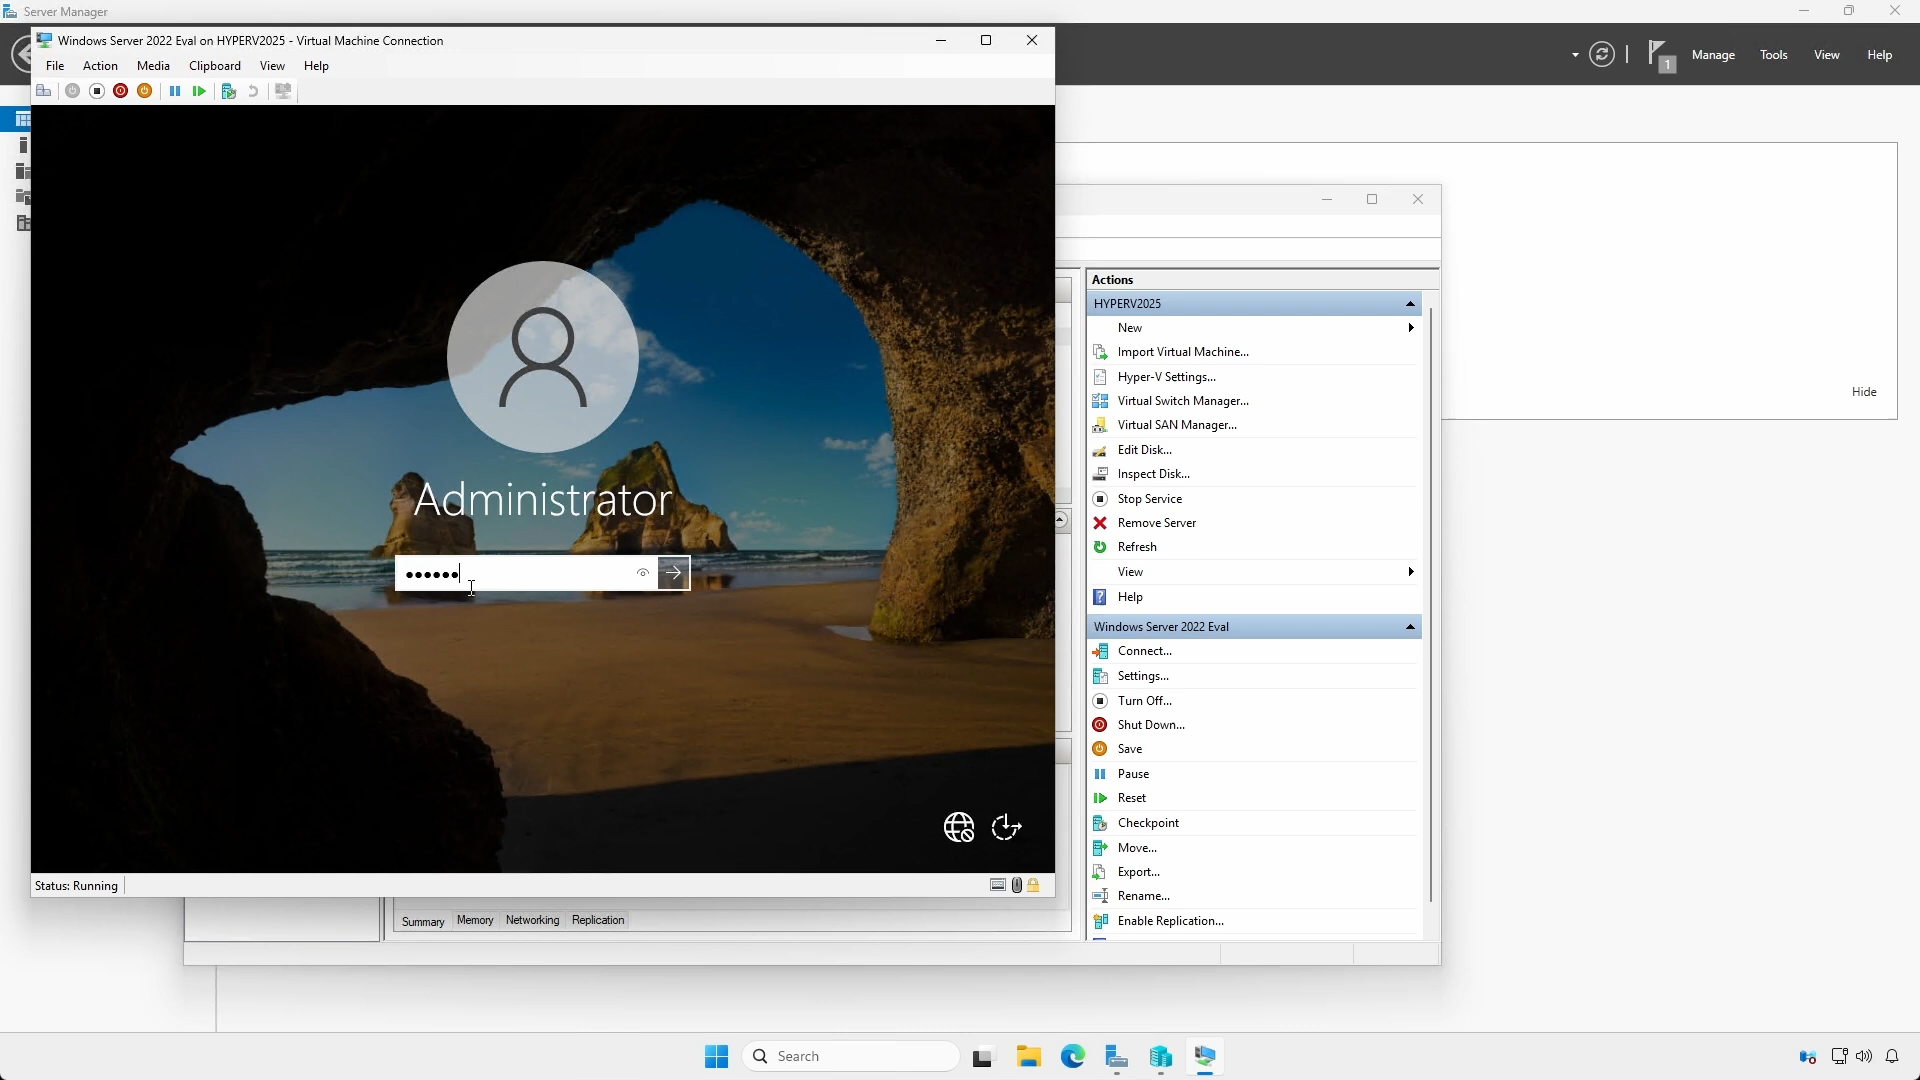 Server Manager
Windows Server 2022 Eval on HYPERV2025 - Virtual Machine Connection
File Action Media Clipboard View Help
1 Manage Tools View Help
Administrator
Hide
Actions
HYPERV2025
New
Import Virtual Machine...
Hyper-V Settings...
Virtual Switch Manager...
Virtual SAN Manager...
Edit Disk...
Inspect Disk...
Stop Service
Remove Server
Refresh
View
Help
Windows Server 2022 Eval
Connect...
Settings...
Turn Off...
Shut Down...
Save
Pause
Reset
Checkpoint
Move...
Export...
Rename...
Enable Replication...
Status: Running
Summary Memory Networking Replication
Search